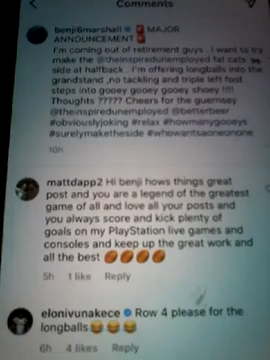 Comments
benji6marshall 🚨 MAJOR
ANNOUNCEMENT 🚨
I'm coming out of retirement guys . I want to try
make the @theinspiredunemployed fat cats
side at halfback . I'm offering longballs into the
grandstand ,no tackling and triple left foot
steps into gooey gooey gooey shoey !!!!
Thoughts ????? Cheers for the guernsey
@theinspiredunemployed @betterbeer
#obviouslyjoking #relax #howmanygooeys
#surelymaketheside #whowantsaoneonone
10h
mattdapp2 Hi benji hows things great
post and you are a legend of the greatest
game of all and love all your posts and
you always score and kick plenty of
goals on my PlayStation live games and
consoles and keep up the great work and
all the best 🏉🏉🏉🏉
5h 1 like Reply
elonivunakece Row 4 please for the
longballs😂😂😂
6h 4 likes Reply